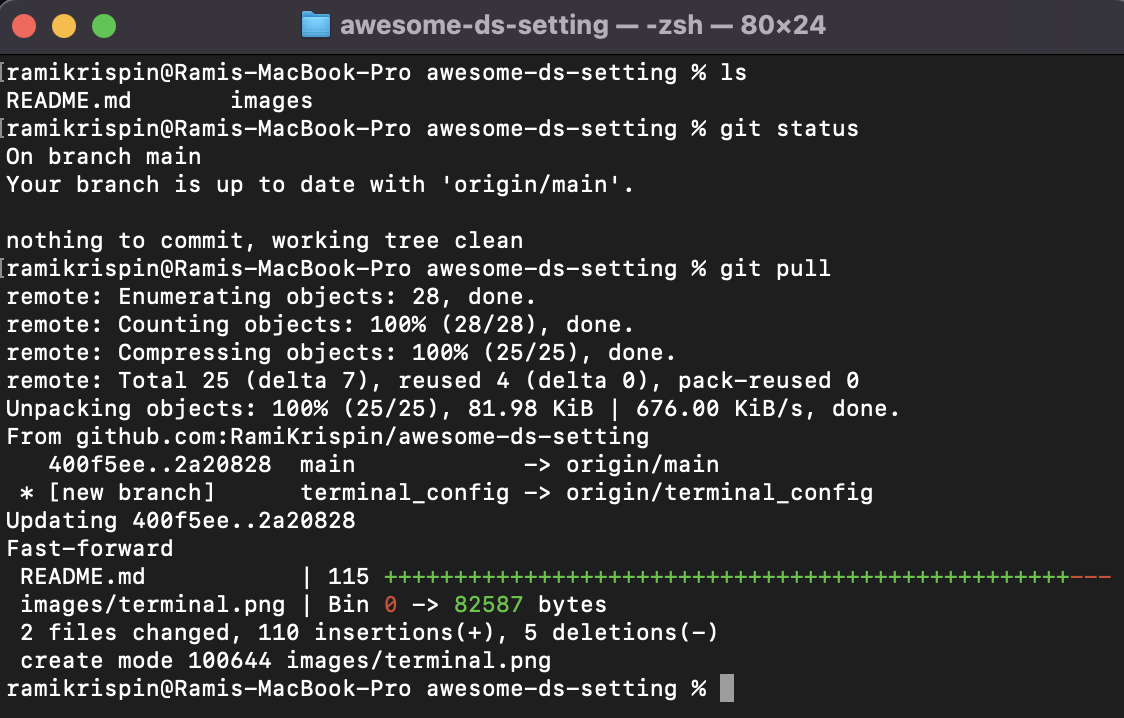 awesome-ds-setting — -zsh — 80×24
[ramikrispin@Ramis-MacBook-Pro awesome-ds-setting % ls
README.md       images
[ramikrispin@Ramis-MacBook-Pro awesome-ds-setting % git status
On branch main
Your branch is up to date with 'origin/main'.
nothing to commit, working tree clean
[ramikrispin@Ramis-MacBook-Pro awesome-ds-setting % git pull
remote: Enumerating objects: 28, done.
remote: Counting objects: 100% (28/28), done.
remote: Compressing objects: 100% (25/25), done.
remote: Total 25 (delta 7), reused 4 (delta 0), pack-reused 0
Unpacking objects: 100% (25/25), 81.98 KiB | 676.00 KiB/s, done.
From github.com:RamiKrispin/awesome-ds-setting
   400f5ee..2a20828  main            -> origin/main
 * [new branch]      terminal_config -> origin/terminal_config
Updating 400f5ee..2a20828
Fast-forward
 README.md           | 115 +++++++++++++++++++++++++++++++++++++++++++++++++---
 images/terminal.png | Bin 0 -> 82587 bytes
 2 files changed, 110 insertions(+), 5 deletions(-)
 create mode 100644 images/terminal.png
ramikrispin@Ramis-MacBook-Pro awesome-ds-setting %